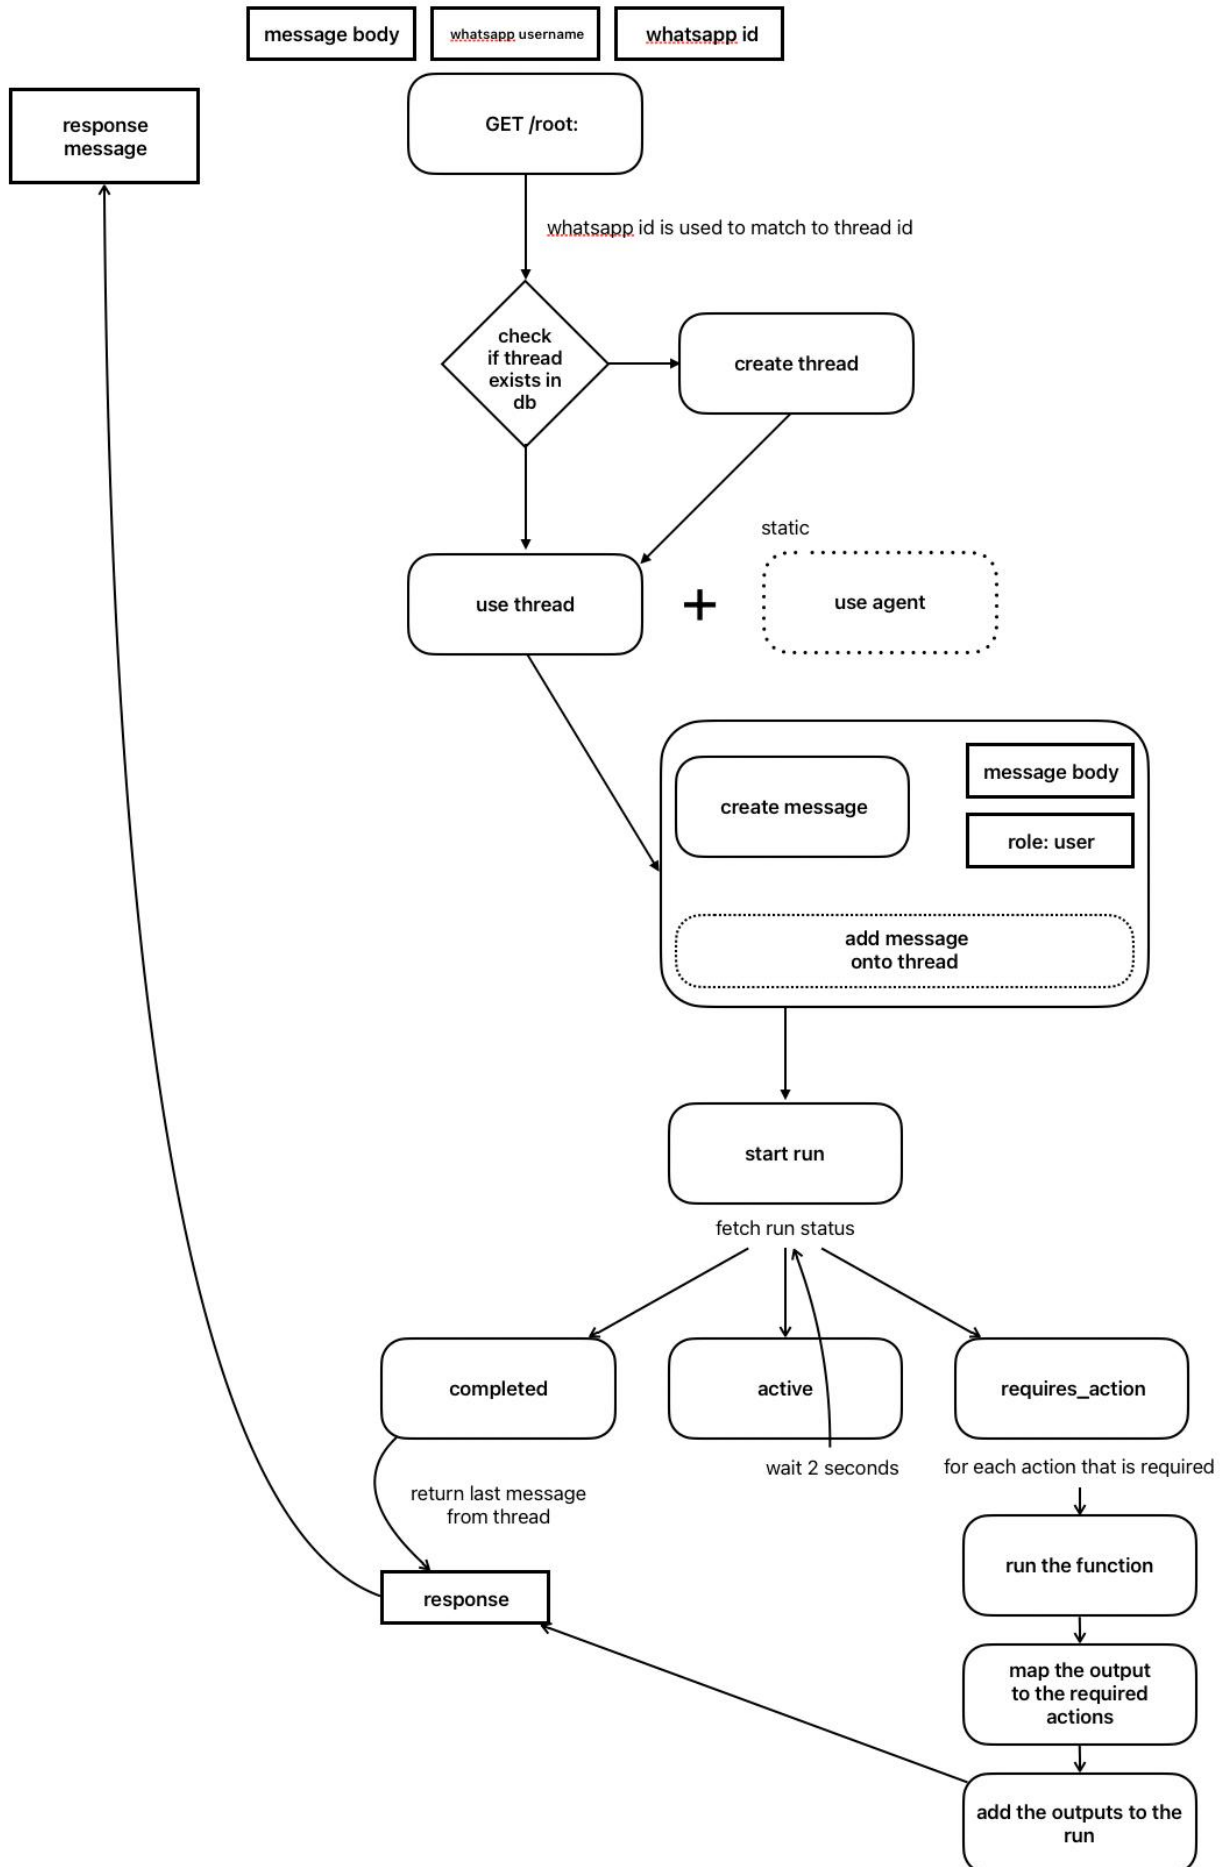 message body
whatsapp username
whatsapp id
response
message
GET /root:
whatsapp id is used to match to thread id
check
if thread
exists in
db
create thread
static
use thread
+
use agent
create message
message body
role: user
add message
onto thread
start run
fetch run status
completed
active
requires_action
wait 2 seconds
for each action that is required
return last message
from thread
run the function
response
map the output
to the required
actions
add the outputs to the
run